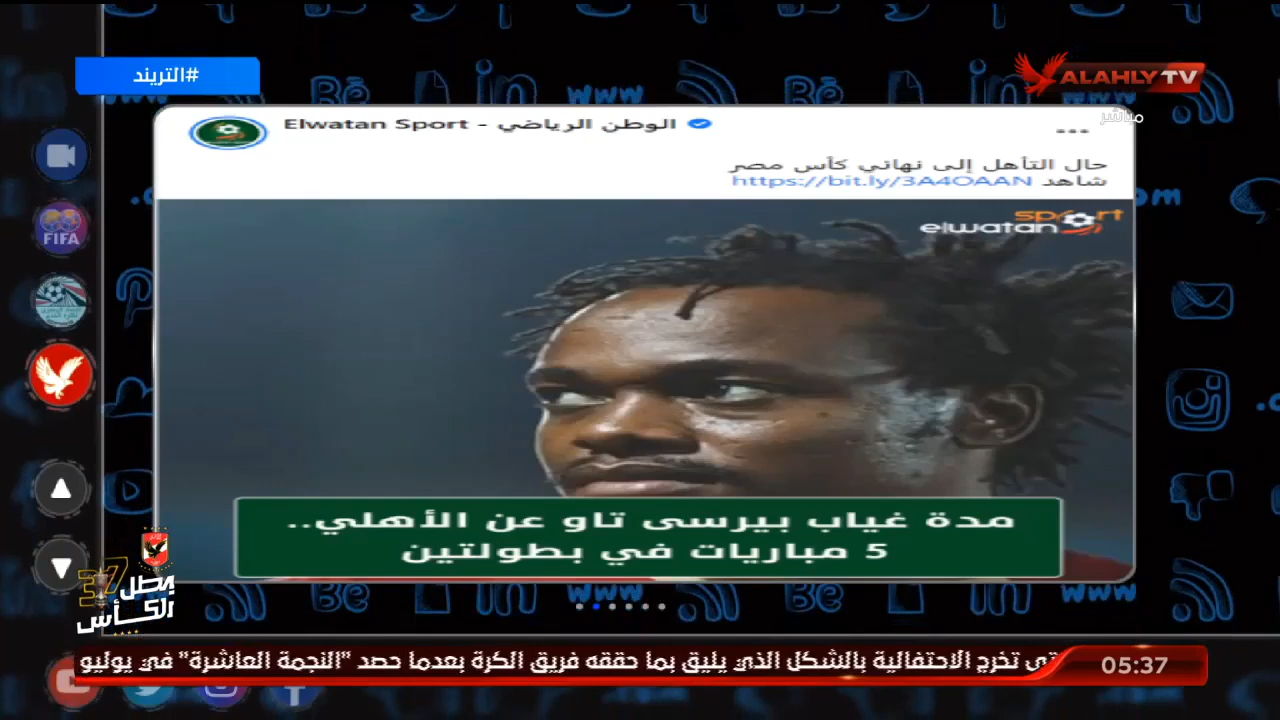 #التريند
ALAHLY TV
مباشر
Elwatan Sport - الوطن الرياضي
حال التأهل إلى نهائي كأس مصر
شاهد https://bit.ly/3A4OAAN
sport
elwatan
FIFA
مدة غياب بيرسى تاو عن الأهلي..
5 مباريات في بطولتين
37
بطل
الكأس
تى تخرج الاحتفالية بالشكل الذي يليق بما حققه فريق الكرة بعدما حصد "النجمة العاشرة" في يوليو
05:37